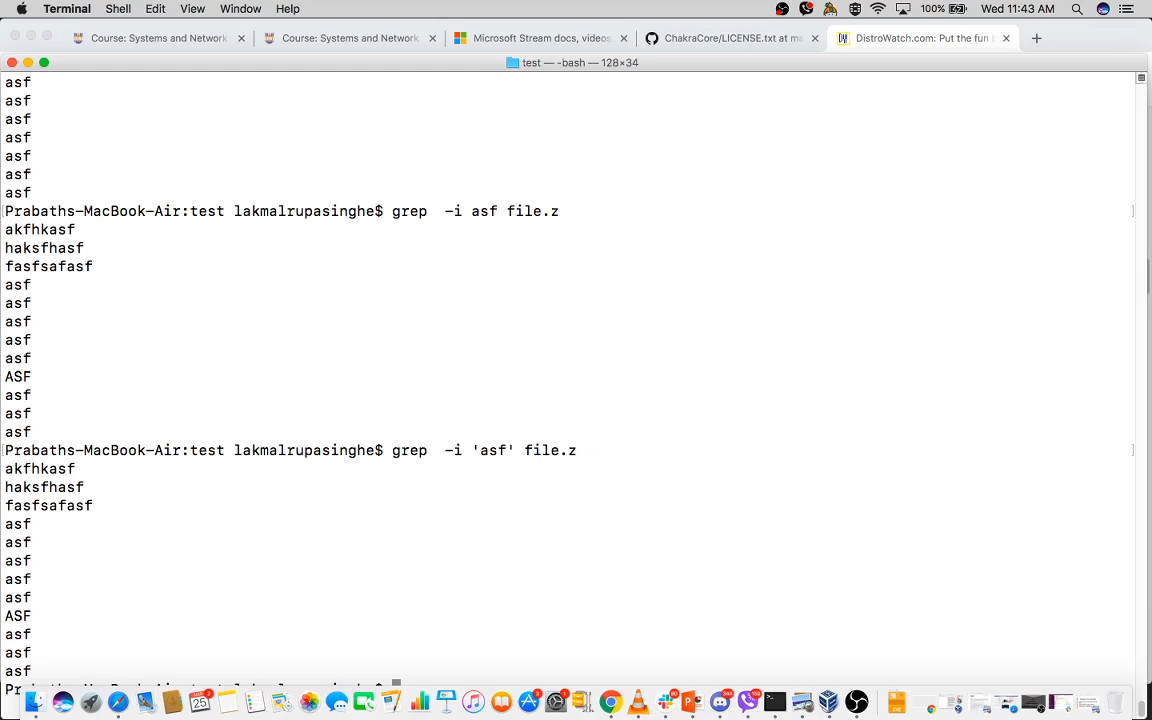 Terminal Shell Edit View Window Help 100% Wed 11:43 AM
Course: Systems and Network Course: Systems and Network Microsoft Stream docs, videos, ChakraCore/LICENSE.txt at ma DistroWatch.com: Put the fun
test — -bash — 128×34
asf
asf
asf
asf
asf
asf
asf
Prabaths-MacBook-Air:test lakmalrupasinghe$ grep  -i asf file.z
akfhkasf
haksfhasf
fasfsafasf
asf
asf
asf
asf
asf
ASF
asf
asf
asf
Prabaths-MacBook-Air:test lakmalrupasinghe$ grep  -i 'asf' file.z
akfhkasf
haksfhasf
fasfsafasf
asf
asf
asf
asf
asf
ASF
asf
asf
asf
25